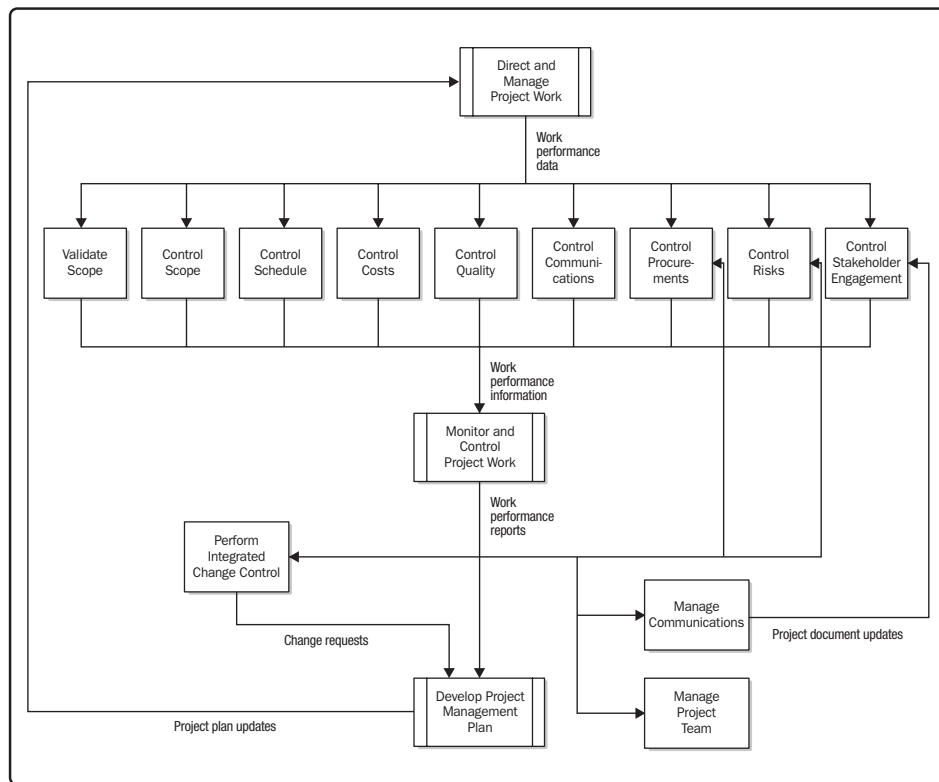 Direct and
Manage
Project Work
Work
performance
data
Validate
Scope
Control
Scope
Control
Schedule
Control
Costs
Control
Quality
Control
Communi-
cations
Control
Procure-
ments
Control
Risks
Control
Stakeholder
Engagement
Work
performance
information
Monitor and
Control
Project Work
Work
performance
reports
Perform
Integrated
Change Control
Manage
Communications
Change requests
Project document updates
Develop Project
Management
Plan
Project plan updates
Manage
Project
Team